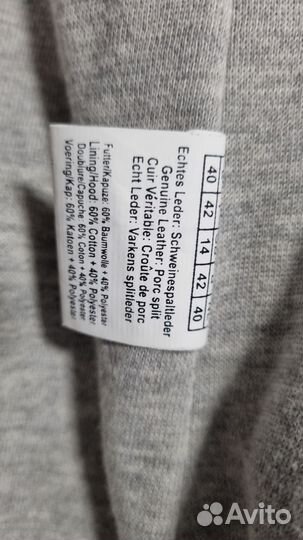 40 42 14 42 40
Echtes Leder: Schweinespaltleder
Genuine Leather: Porc split
Cuir Véritable: Croûte de porc
Echt Leder: Varkens splitleder
Futter/Kapuze: 60% Baumwolle + 40% Polyester
Lining/Hood: 60% Cotton + 40% Polyester
Doublure/Capuche: 60% Coton + 40% Polyester
Voering/Kap: 60% Katoen + 40% Polyester
Avito